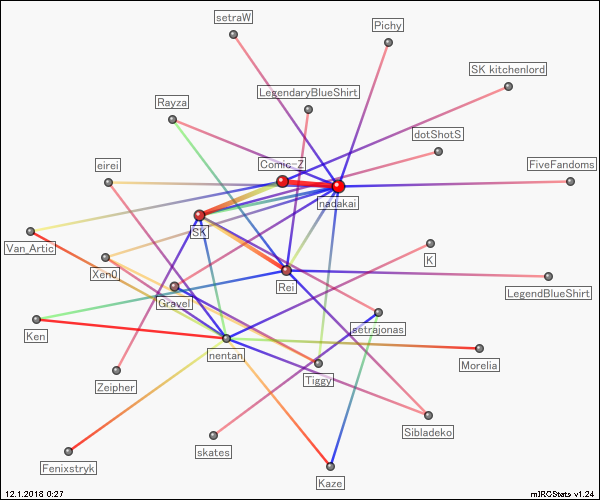 setraW
Pichy
SK kitchenlord
LegendaryBlueShirt
Rayza
dotShotS
Comic-Z
eirei
FiveFandoms
nadakai
SK
Van_Artic
K
Xen0
Rei
LegendBlueShirt
Gravel
setrajonas
Ken
nentan
Morelia
Tiggy
Zeipher
Sibladeko
skates
Fenixstryk
Kaze
12.1.2018 0:27
mIRCStats v1.24